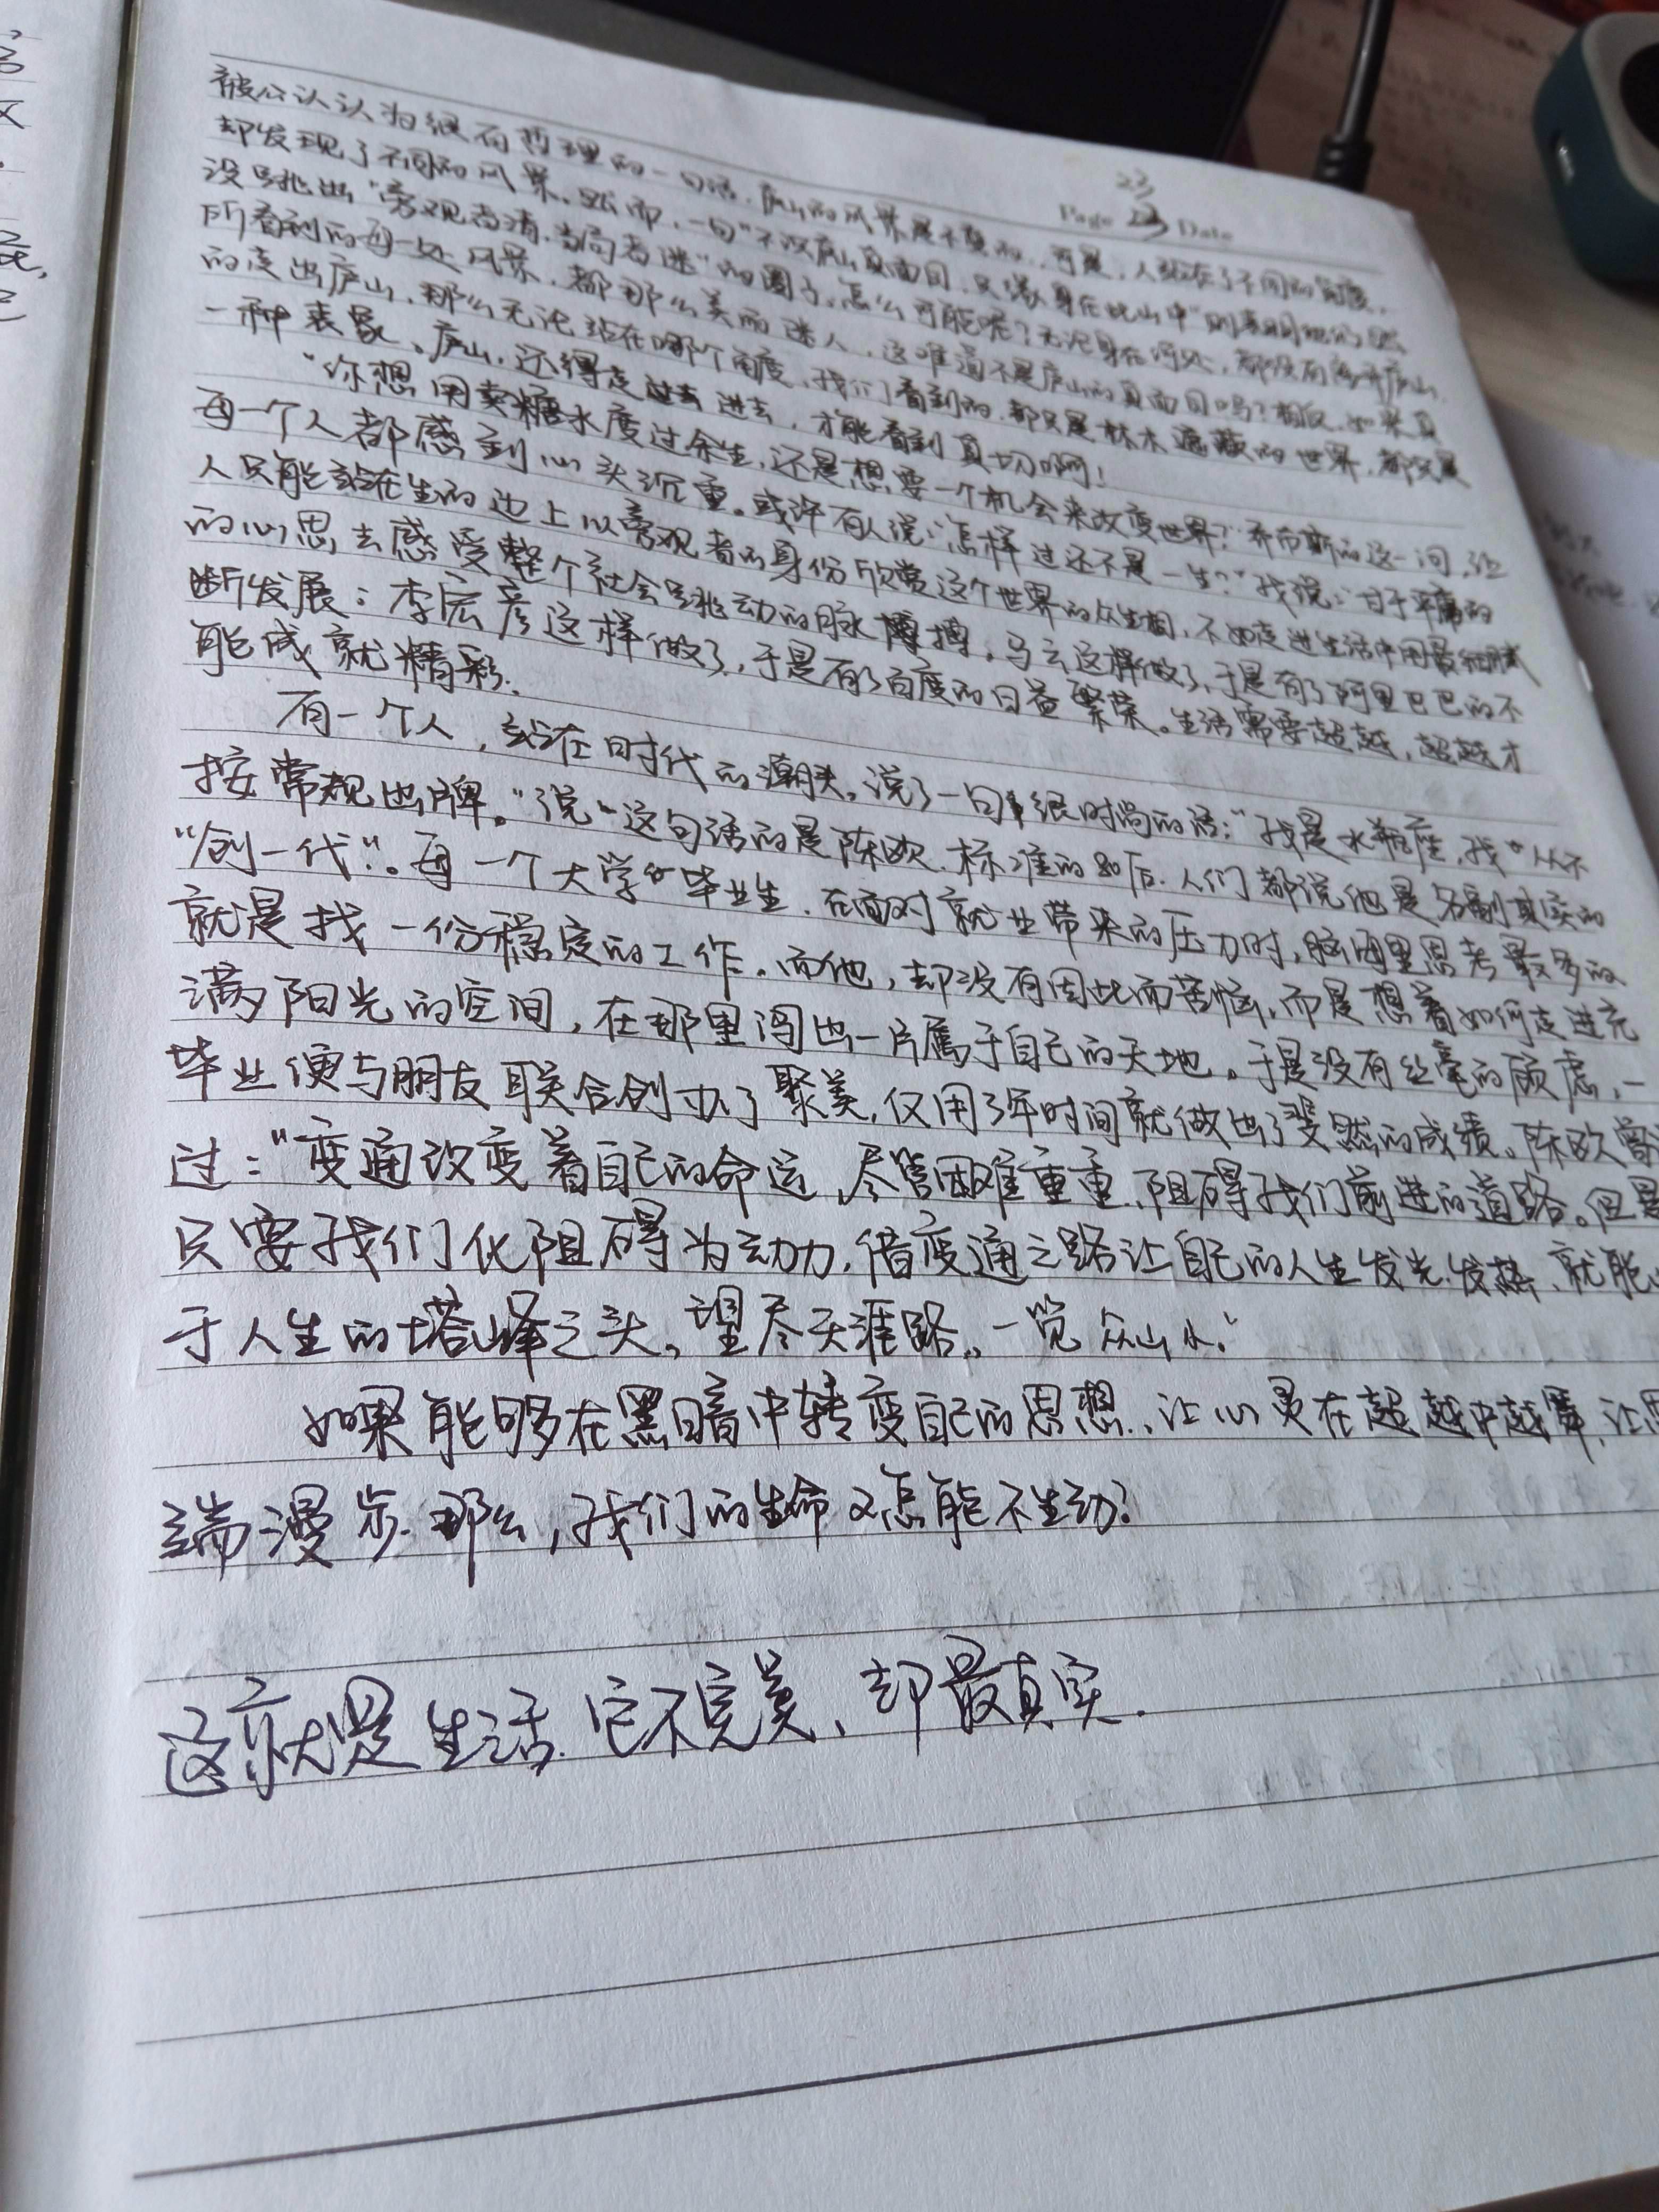 23
Page 23 Date
被公认认为很有哲理的一句话,庐山的风景是不变的,可是,人站在了不同的角度,
却发现了不同的风景。然而,一句"不识庐山真面目,只缘身在此山中"则表明他们依然
没跳出"旁观者清,当局者迷"的圈子。怎么可能呢?无论身在何处,都没有离开庐山,
所看到的每一处风景,都那么美而迷人,这难道不是庐山的真面目吗?相反,如果真
的走出庐山,那么无论站在哪个角度,我们看到的,都只是林木遮蔽的世界,都只是
一种表象。庐山,还得走过去进去,才能看到真切啊!
"你想用卖糖水度过余生,还是想要一个机会来改变世界?"乔布斯的这一问,让
每一个人都感到心头沉重。或许有人说:"怎样过还不是一生?"我说:甘于平庸的
人只能站在生的边上以旁观者的身份欣赏这个世界的众生相,不如走进生活中用最细腻
的心思去感受整个社会跳动的脉搏。马云这样做了,于是有了阿里巴巴的不
断发展;李宏彦这样做了,于是有了百度的日益繁荣。生活需要超越,超越才
能成就精彩.
有一个人,站在时代的潮头,说了一句很时尚的话:"我是水瓶座,我"从不
按常规出牌。"说"这句话的是陈欧,标准的80后.人们都说他是名副其实的
"创一代"。每一个大学毕业生,在面对就业带来的压力时,脑海里思考最多的
就是找一份稳定的工作。而他,却没有因此而苦恼,而是想着如何走进充
满阳光的空间,在那里闯出一片属于自己的天地。于是没有丝毫的顾虑,一
毕业便与朋友联合创办了聚美,仅用3年时间就做出了斐然的成绩。陈欧曾
过:"变通改变着自己的命运,尽管困难重重,阻碍我们前进的道路。但是
只要我们化阻碍为动力,借变通之路让自己的人生发光发热,就能
于人生的塔峰之头,望尽天涯路,一览众山小."
如果能够在黑暗中转变自己的思想,让心灵在超越中越舞,让思
端漫步.那么,我们的生命又怎能不生动?
这就是生活.它不完美,却最真实.